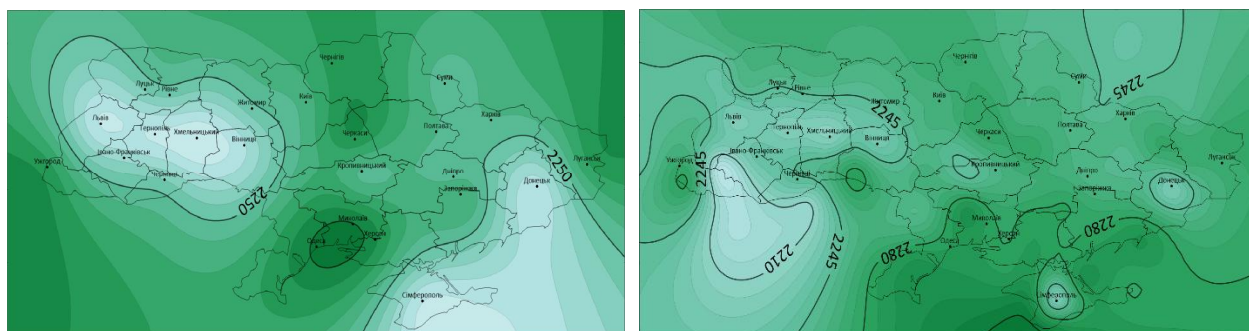 Чернігів
Суми
Луцьк
Рівне
Житомир
Київ
Львів
Тернопіль
Хмельницький
Вінниця
Черкаси
Полтава
Харків
Ужгород
Івано-Франківськ
Чернівці
Кропивницький
Дніпро
Запоріжжя
Донецьк
Луганськ
2250
2250
Миколаїв
Одеса
Херсон
Сімферополь
Чернігів
Суми
2245
Луцьк
Рівне
Житомир
Київ
2245
Львів
Тернопіль
Хмельницький
Вінниця
Черкаси
Полтава
Харків
Ужгород
2245
Івано-Франківськ
Чернівці
Кропивницький
Дніпро
Запоріжжя
Донецьк
Луганськ
2210
2245
2280
2280
Миколаїв
Одеса
Херсон
Сімферополь